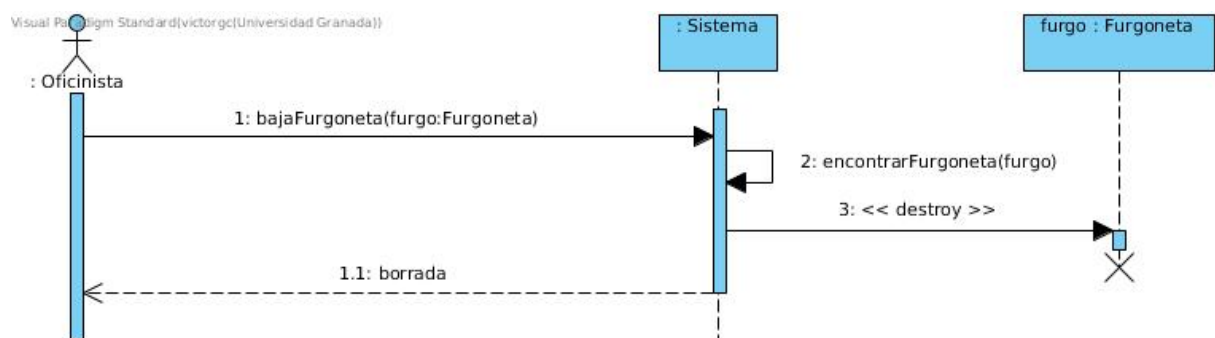 Visual Paradigm Standard(victorgc(Universidad Granada))
: Sistema
furgo : Furgoneta
: Oficinista
1: bajaFurgoneta(furgo:Furgoneta)
2: encontrarFurgoneta(furgo)
3: << destroy >>
1.1: borrada